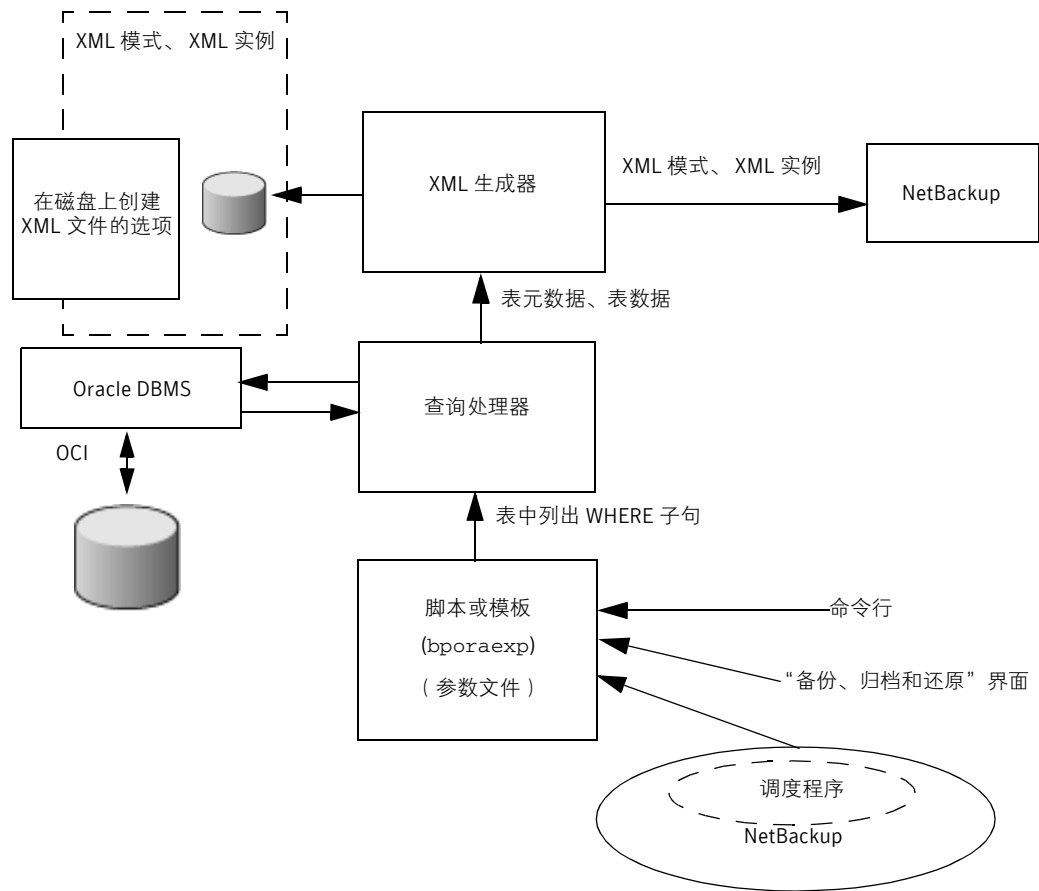 XML 模式、 XML 实例
在磁盘上创建
XML 文件的选项
XML 生成器
XML 模式、XML 实例
NetBackup
表元数据、表数据
Oracle DBMS
查询处理器
OCI
表中列出 WHERE 子句
脚本或模板
(bporaexp)
（参数文件）
命令行
“备份、归档和还原”界面
调度程序
NetBackup